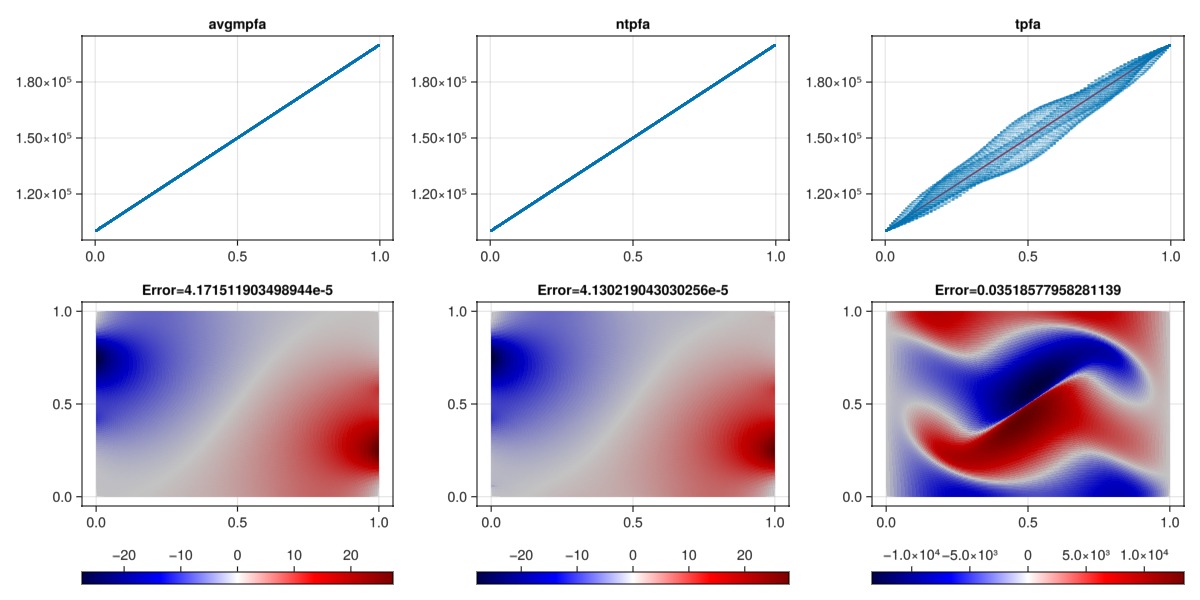 avgmpfa ntpfa tpfa
1.80×10⁵ 1.80×10⁵ 1.80×10⁵
1.50×10⁵ 1.50×10⁵ 1.50×10⁵
1.20×10⁵ 1.20×10⁵ 1.20×10⁵
0.0 0.5 1.0 0.0 0.5 1.0 0.0 0.5 1.0
Error=4.171511903498944e-5 Error=4.130219043030256e-5 Error=0.03518577958281139
1.0 1.0 1.0
0.5 0.5 0.5
0.0 0.0 0.0
0.0 0.5 1.0 0.0 0.5 1.0 0.0 0.5 1.0
−20 −10 0 10 20 −20 −10 0 10 20 −1.0×10⁴ −5.0×10³ 0 5.0×10³ 1.0×10⁴